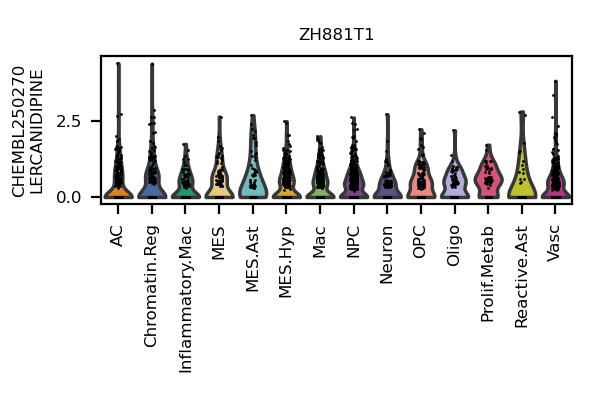 ZH881T1
CHEMBL250270
LERCANIDIPINE
2.5
0.0
AC
Chromatin.Reg
Inflammatory.Mac
MES
MES.Ast
MES.Hyp
Mac
NPC
Neuron
OPC
Oligo
Prolif.Metab
Reactive.Ast
Vasc